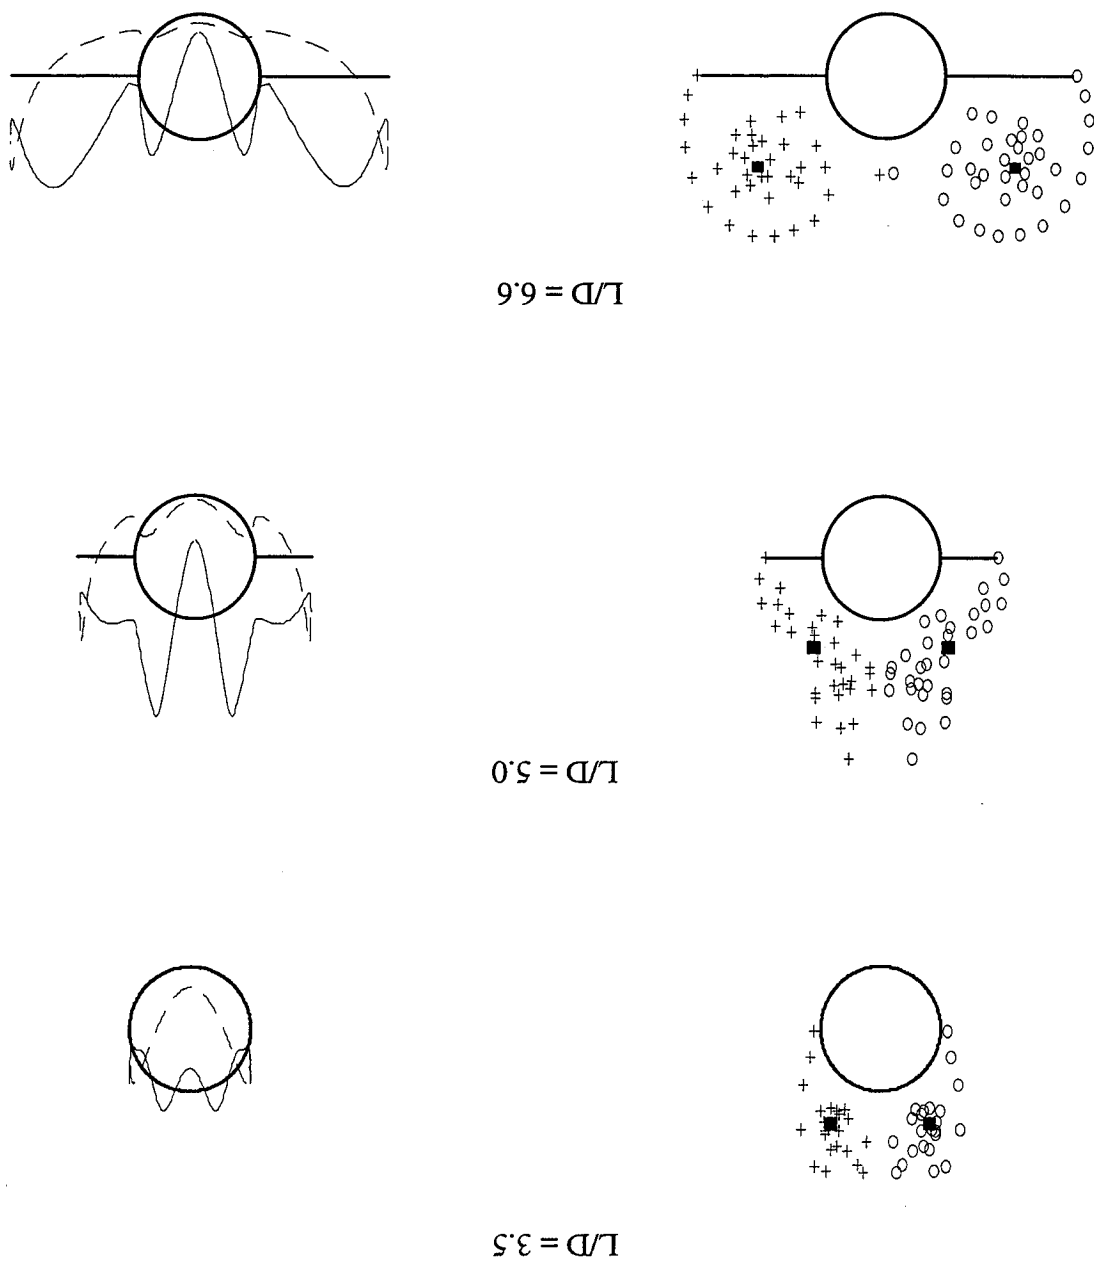 L/D = 3.5
L/D = 5.0
L/D = 6.6